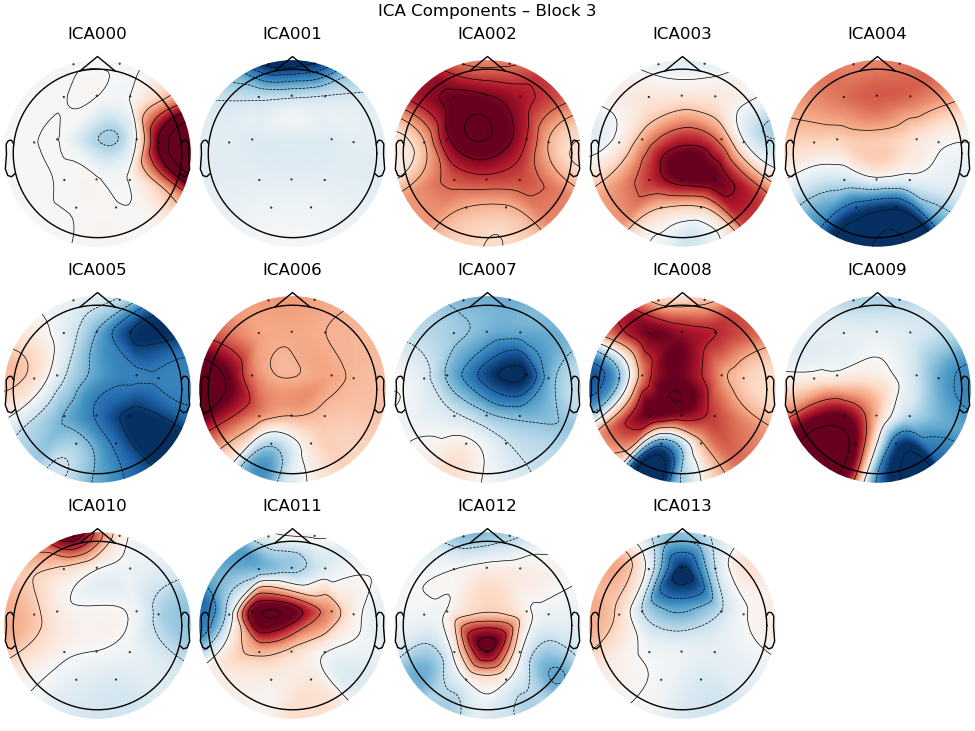 ICA Components – Block 3
ICA000 ICA001 ICA002 ICA003 ICA004
ICA005 ICA006 ICA007 ICA008 ICA009
ICA010 ICA011 ICA012 ICA013